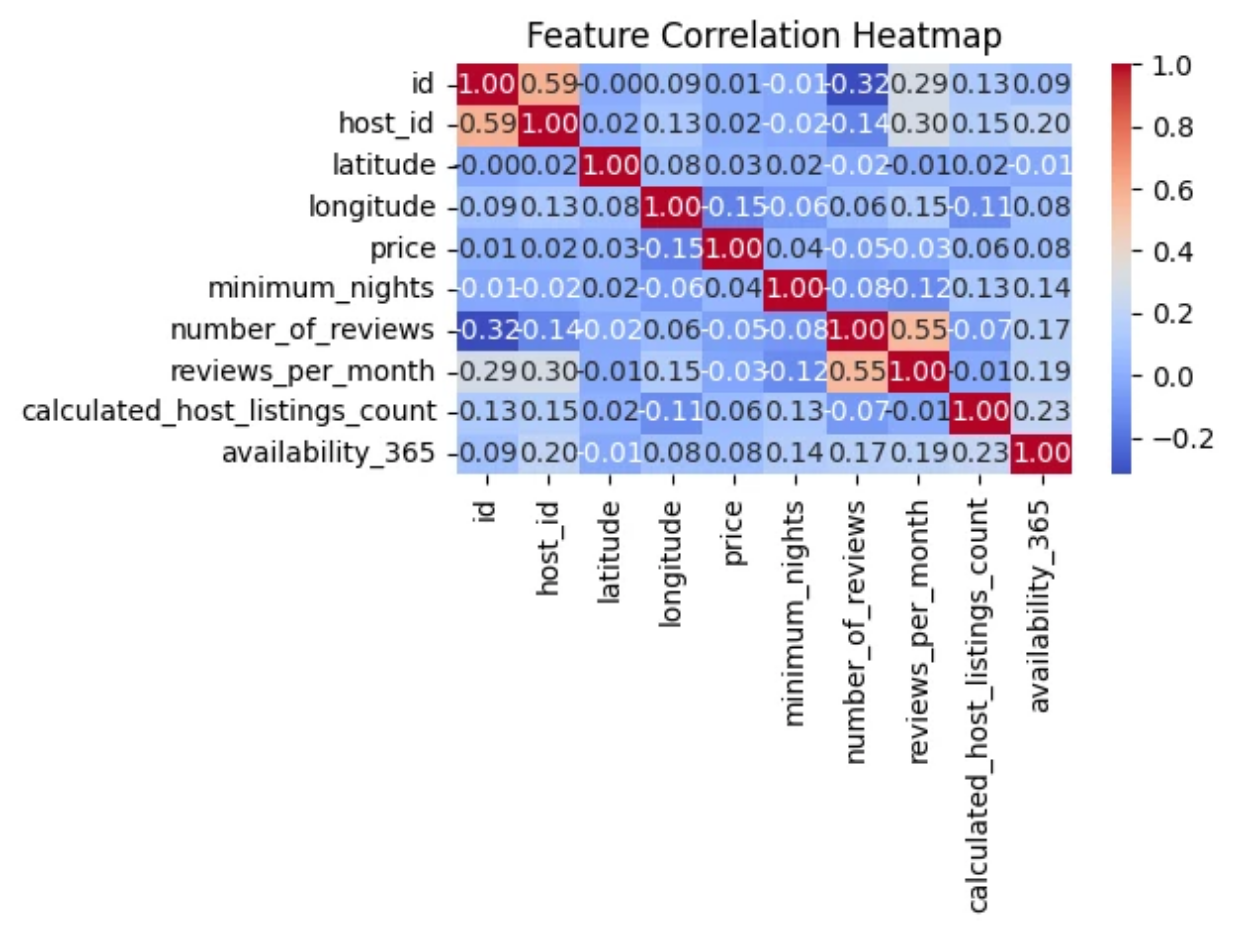 Feature Correlation Heatmap
id 1.00 0.59 -0.00 0.09 0.01 -0.01 -0.32 0.29 0.13 0.09
host_id 0.59 1.00 0.02 0.13 0.02 -0.02 -0.14 0.30 0.15 0.20
latitude -0.00 0.02 1.00 0.08 0.03 0.02 -0.02 -0.01 0.02 -0.01
longitude 0.09 0.13 0.08 1.00 -0.15 -0.06 0.06 0.15 -0.11 0.08
price 0.01 0.02 0.03 -0.15 1.00 0.04 -0.05 -0.03 0.06 0.08
minimum_nights -0.01 -0.02 0.02 -0.06 0.04 1.00 -0.08 -0.12 0.13 0.14
number_of_reviews -0.32 -0.14 -0.02 0.06 -0.05 -0.08 1.00 0.55 -0.07 0.17
reviews_per_month 0.29 0.30 -0.01 0.15 -0.03 -0.12 0.55 1.00 -0.01 0.19
calculated_host_listings_count 0.13 0.15 0.02 -0.11 0.06 0.13 -0.07 -0.01 1.00 0.23
availability_365 0.09 0.20 -0.01 0.08 0.08 0.14 0.17 0.19 0.23 1.00
id
host_id
latitude
longitude
price
minimum_nights
number_of_reviews
reviews_per_month
calculated_host_listings_count
availability_365
1.0
0.8
0.6
0.4
0.2
0.0
−0.2